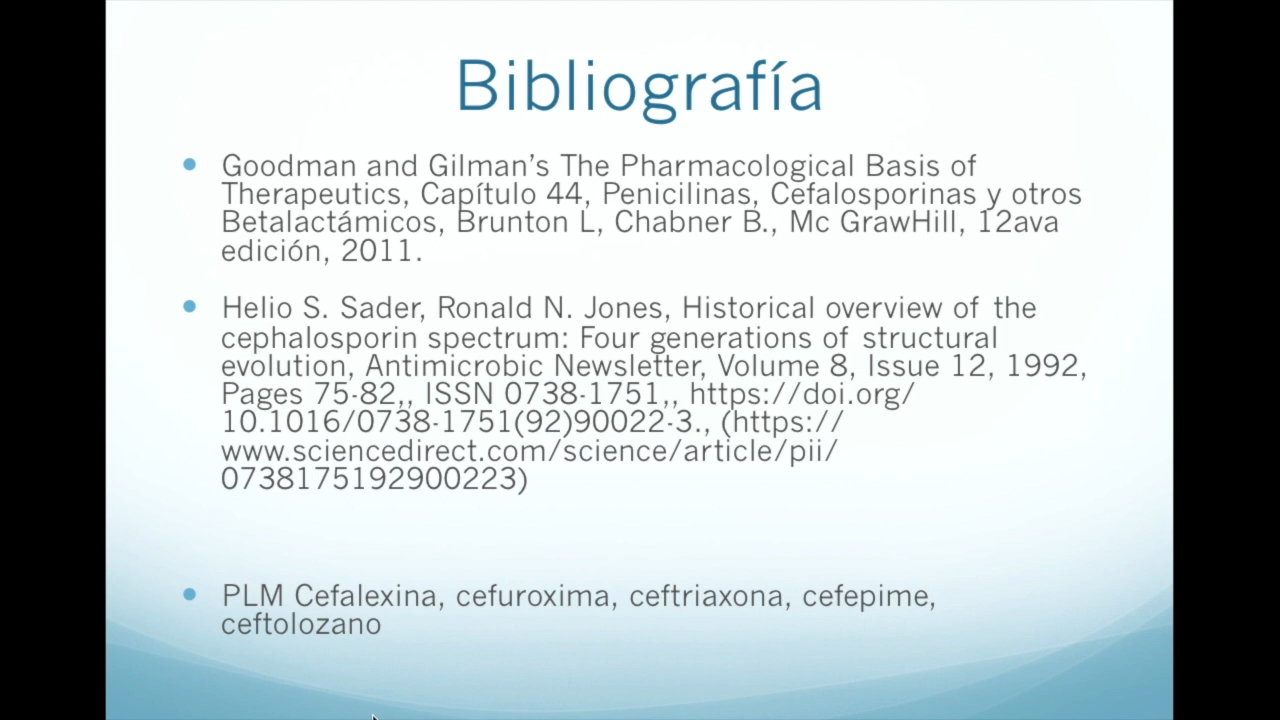 Bibliografía
Goodman and Gilman’s The Pharmacological Basis of
Therapeutics, Capítulo 44, Penicilinas, Cefalosporinas y otros
Betalactámicos, Brunton L, Chabner B., Mc GrawHill, 12ava
edición, 2011.
Helio S. Sader, Ronald N. Jones, Historical overview of the
cephalosporin spectrum: Four generations of structural
evolution, Antimicrobic Newsletter, Volume 8, Issue 12, 1992,
Pages 75-82,, ISSN 0738-1751,, https://doi.org/
10.1016/0738-1751(92)90022-3., (https://
www.sciencedirect.com/science/article/pii/
0738175192900223)
PLM Cefalexina, cefuroxima, ceftriaxona, cefepime,
ceftolozano